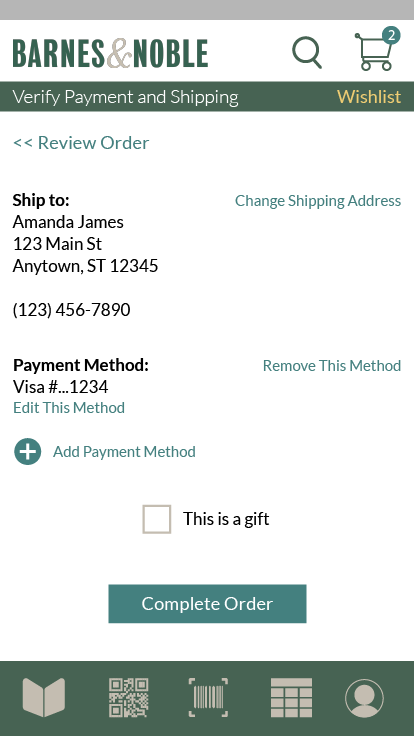 BARNES&NOBLE
2
Verify Payment and Shipping
Wishlist
<< Review Order
Ship to:
Change Shipping Address
Amanda James
123 Main St
Anytown, ST 12345
(123) 456-7890
Payment Method:
Remove This Method
Visa #...1234
Edit This Method
Add Payment Method
This is a gift
Complete Order